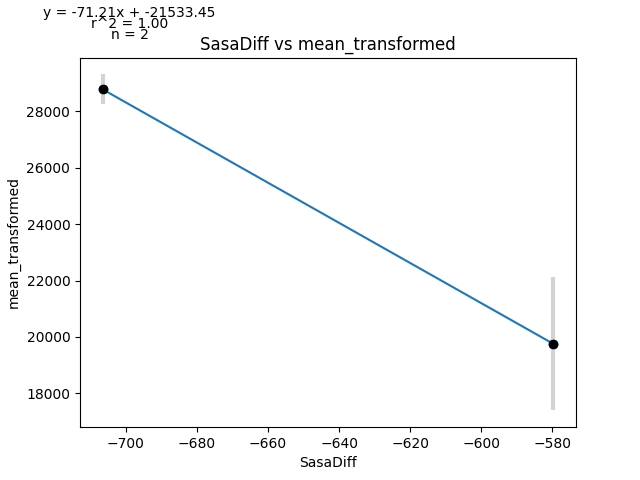 y = -71.21x + -21533.45
r^2 = 1.00
n = 2
SasaDiff vs mean_transformed
28000
26000
24000
22000
20000
18000
mean_transformed
−700 −680 −660 −640 −620 −600 −580
SasaDiff